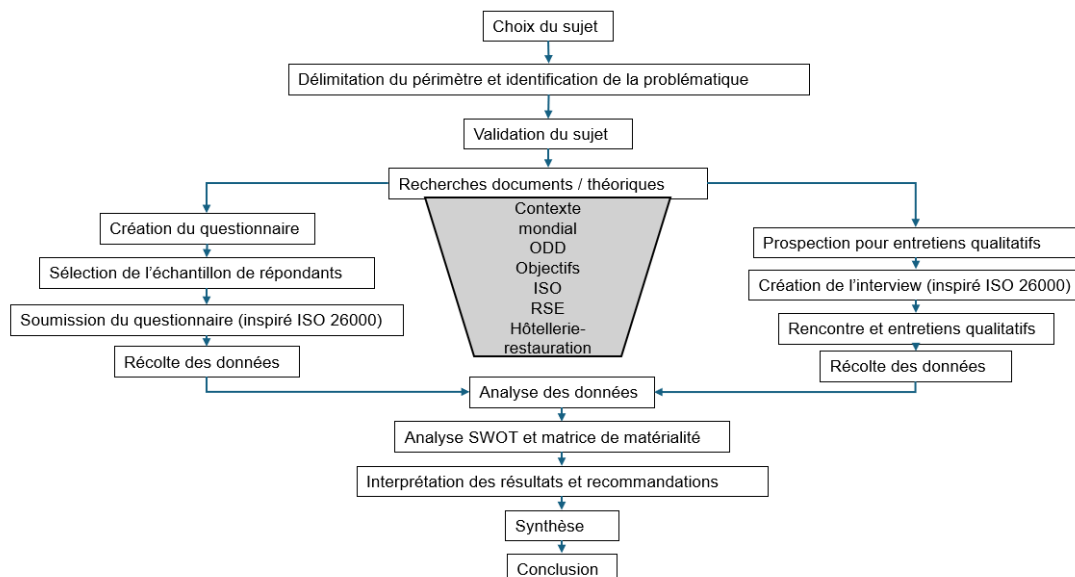 Choix du sujet
Délimitation du périmètre et identification de la problématique
Validation du sujet
Recherches documents / théoriques
Contexte
mondial
ODD
Objectifs
ISO
RSE
Hôtellerie-
restauration
Création du questionnaire
Sélection de l’échantillon de répondants
Soumission du questionnaire (inspiré ISO 26000)
Récolte des données
Prospection pour entretiens qualitatifs
Création de l’interview (inspiré ISO 26000)
Rencontre et entretiens qualitatifs
Récolte des données
Analyse des données
Analyse SWOT et matrice de matérialité
Interprétation des résultats et recommandations
Synthèse
Conclusion